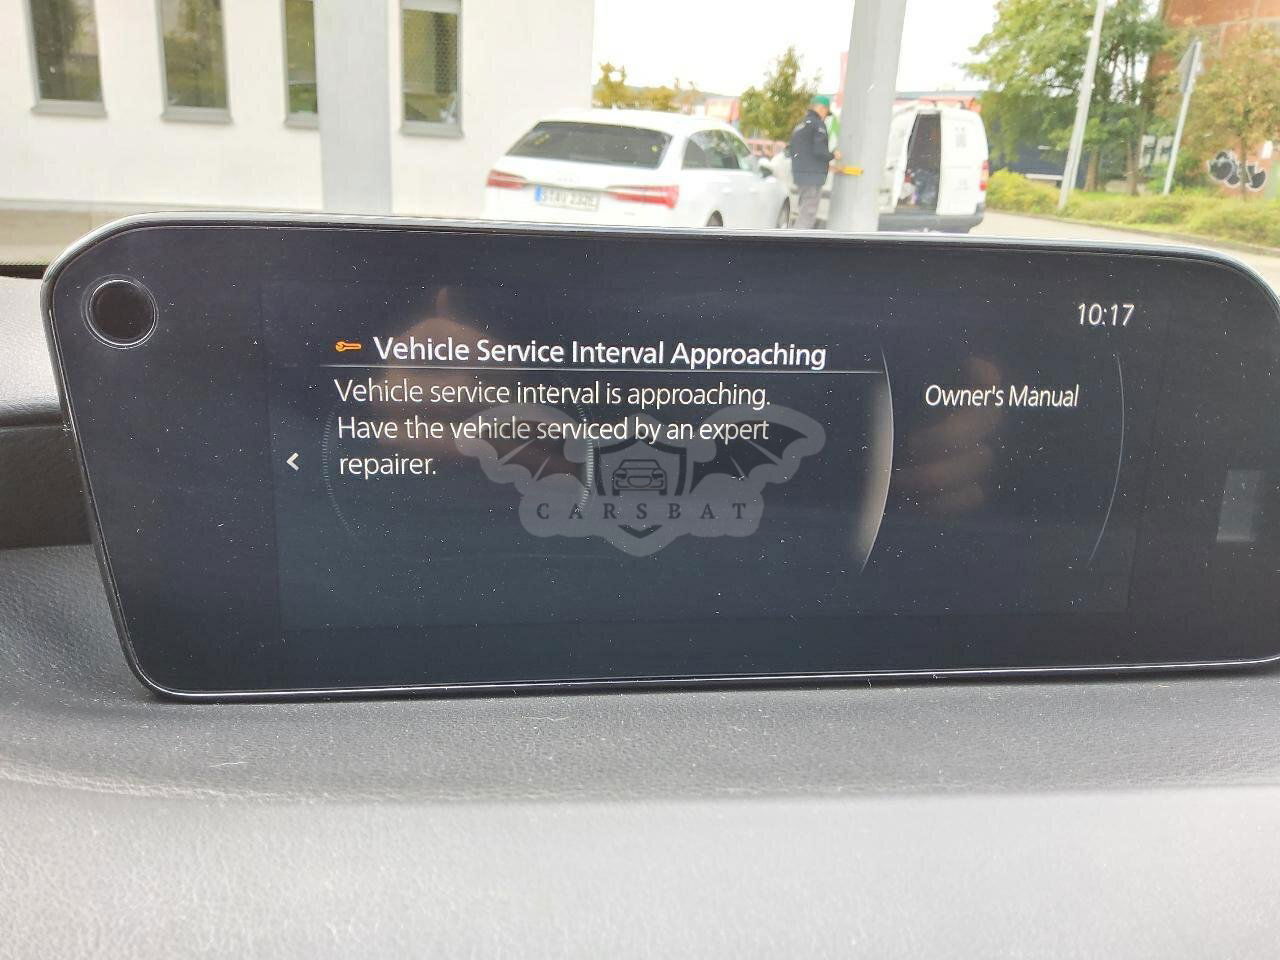 10:17
Vehicle Service Interval Approaching
Vehicle service interval is approaching.
Have the vehicle serviced by an expert
repairer.
Owner's Manual
<
CARSBAT